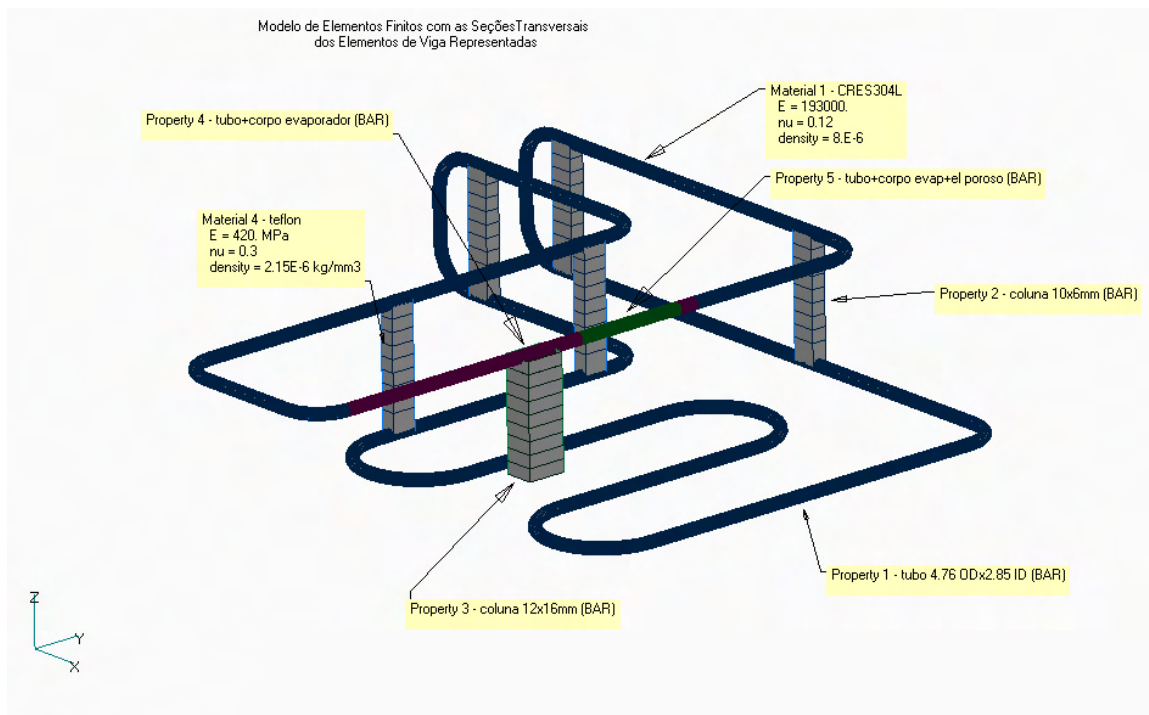 Modelo de Elementos Finitos com as SeçõesTransversais
dos Elementos de Viga Representadas
Material 1 - CRES304L
E = 193000.
nu = 0.12
density = 8.E-6
Property 4 - tubo+corpo evaporador (BAR)
Property 5 - tubo+corpo evap+el poroso (BAR)
Material 4 - teflon
E = 420. MPa
nu = 0.3
density = 2.15E-6 kg/mm3
Property 2 - coluna 10x6mm (BAR)
Property 1 - tubo 4.76 ODx2.85 ID (BAR)
Property 3 - coluna 12x16mm (BAR)
Z
Y
X